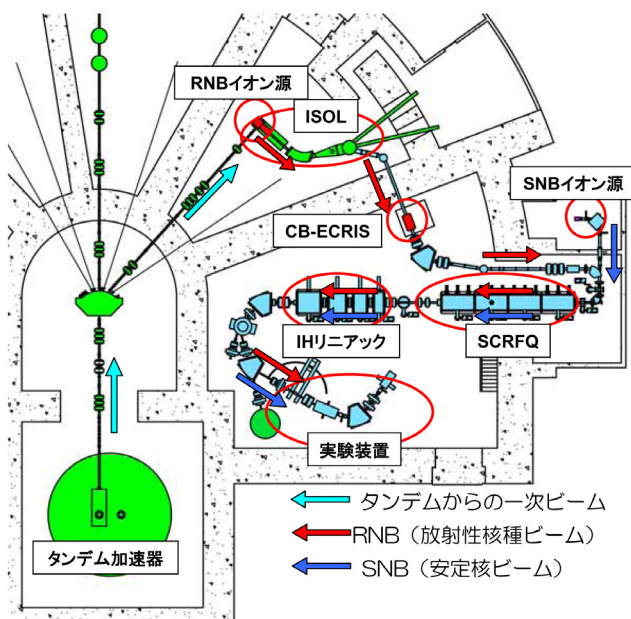 RNBイオン源
ISOL
SNBイオン源
CB-ECRIS
IHリニアック
SCRFQ
実験装置
タンデム加速器
タンデムからの一次ビーム
RNB（放射性核種ビーム）
SNB（安定核ビーム）